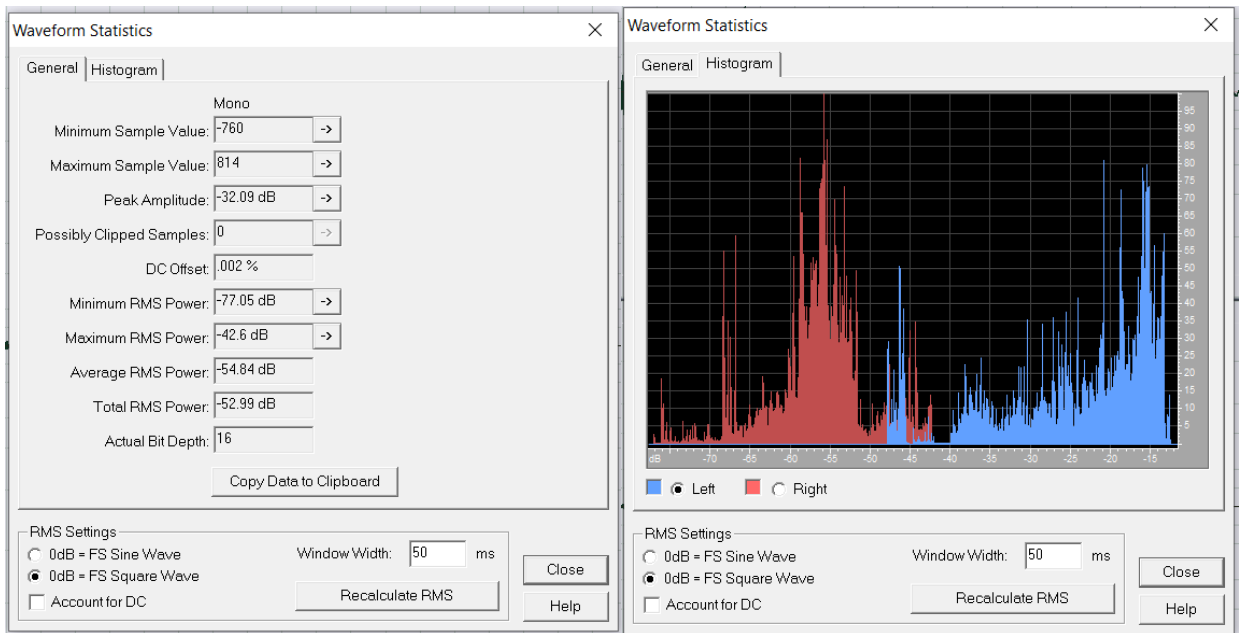 Waveform Statistics
General Histogram
Mono
Minimum Sample Value: -760 ->
Maximum Sample Value: 814 ->
Peak Amplitude: -32.09 dB ->
Possibly Clipped Samples: 0 ->
DC Offset: .002 %
Minimum RMS Power: -77.05 dB ->
Maximum RMS Power: -42.6 dB ->
Average RMS Power: -54.84 dB
Total RMS Power: -52.99 dB
Actual Bit Depth: 16
Copy Data to Clipboard
RMS Settings
0dB = FS Sine Wave
0dB = FS Square Wave
Account for DC
Window Width: 50 ms
Recalculate RMS
Close
Help
Waveform Statistics
General Histogram
95
90
85
80
75
70
65
60
55
50
45
40
35
30
25
20
15
10
5
dB -70 -65 -60 -55 -50 -45 -40 -35 -30 -25 -20 -15
Left Right
RMS Settings
0dB = FS Sine Wave
0dB = FS Square Wave
Account for DC
Window Width: 50 ms
Recalculate RMS
Close
Help